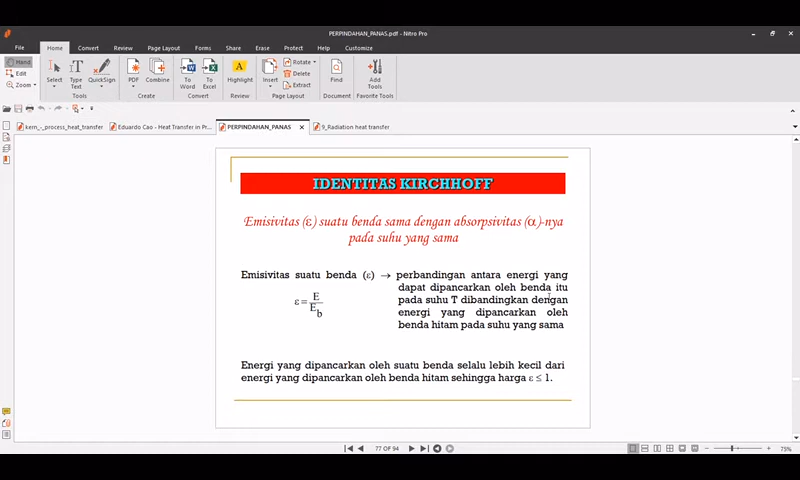 PERPINDAHAN_PANAS.pdf - Nitro Pro
File Home Convert Review Page Layout Forms Share Erase Protect Help Customize
Hand
Edit
Zoom
Select
Type Text
QuickSign
PDF
Combine
To Word
To Excel
Highlight
Insert
Rotate
Delete
Extract
Find
Add Tools
Tools Create Convert Review Page Layout Document Favorite Tools
kern_-_process_heat_transfer Eduardo Cao - Heat Transfer in Pr... PERPINDAHAN_PANAS 9_Radiation heat transfer
IDENTITAS KIRCHHOFF
Emisivitas (ε) suatu benda sama dengan absorpsivitas (α)-nya
pada suhu yang sama
Emisivitas suatu benda (ε) → perbandingan antara energi yang
dapat dipancarkan oleh benda itu
pada suhu T dibandingkan dengan
energi yang dipancarkan oleh
benda hitam pada suhu yang sama
ε = E / E_b
Energi yang dipancarkan oleh suatu benda selalu lebih kecil dari
energi yang dipancarkan oleh benda hitam sehingga harga ε ≤ 1.
77 OF 94
75%